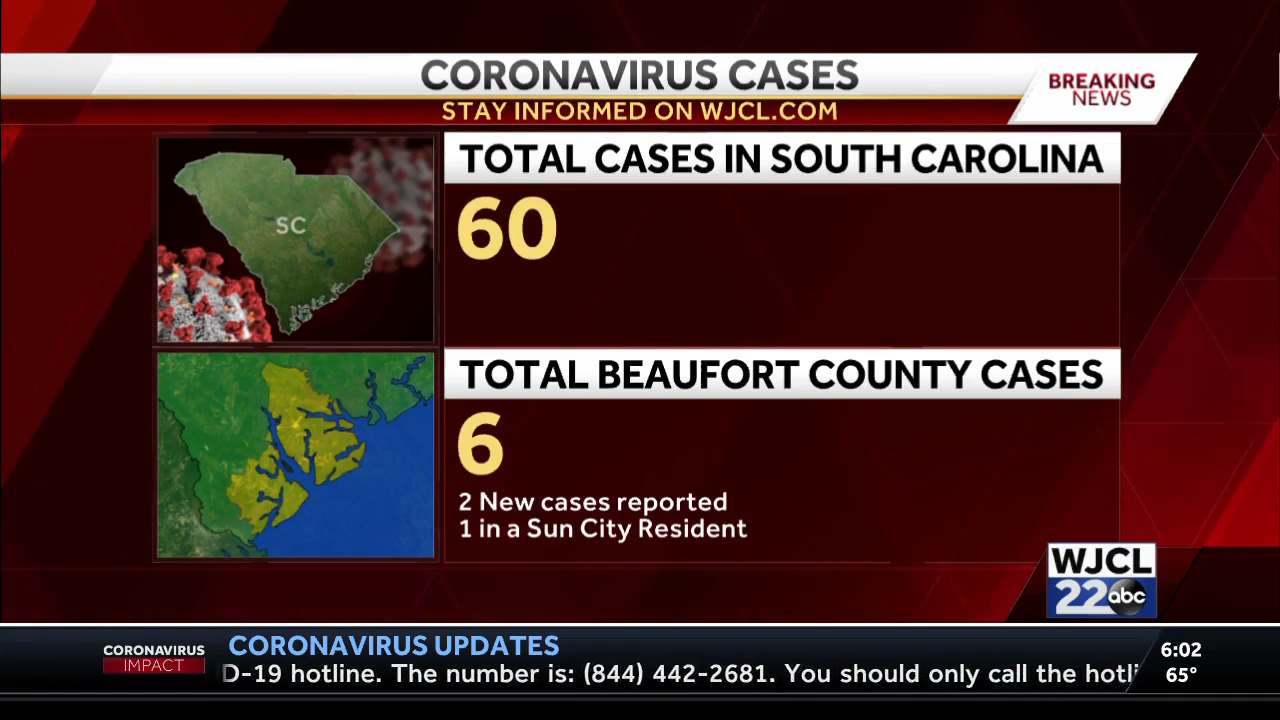 CORONAVIRUS CASES
STAY INFORMED ON WJCL.COM
BREAKING
NEWS
SC
TOTAL CASES IN SOUTH CAROLINA
60
TOTAL BEAUFORT COUNTY CASES
6
2 New cases reported
1 in a Sun City Resident
WJCL
22 abc
CORONAVIRUS
IMPACT
CORONAVIRUS UPDATES
D-19 hotline. The number is: (844) 442-2681. You should only call the hotli
6:02
65°